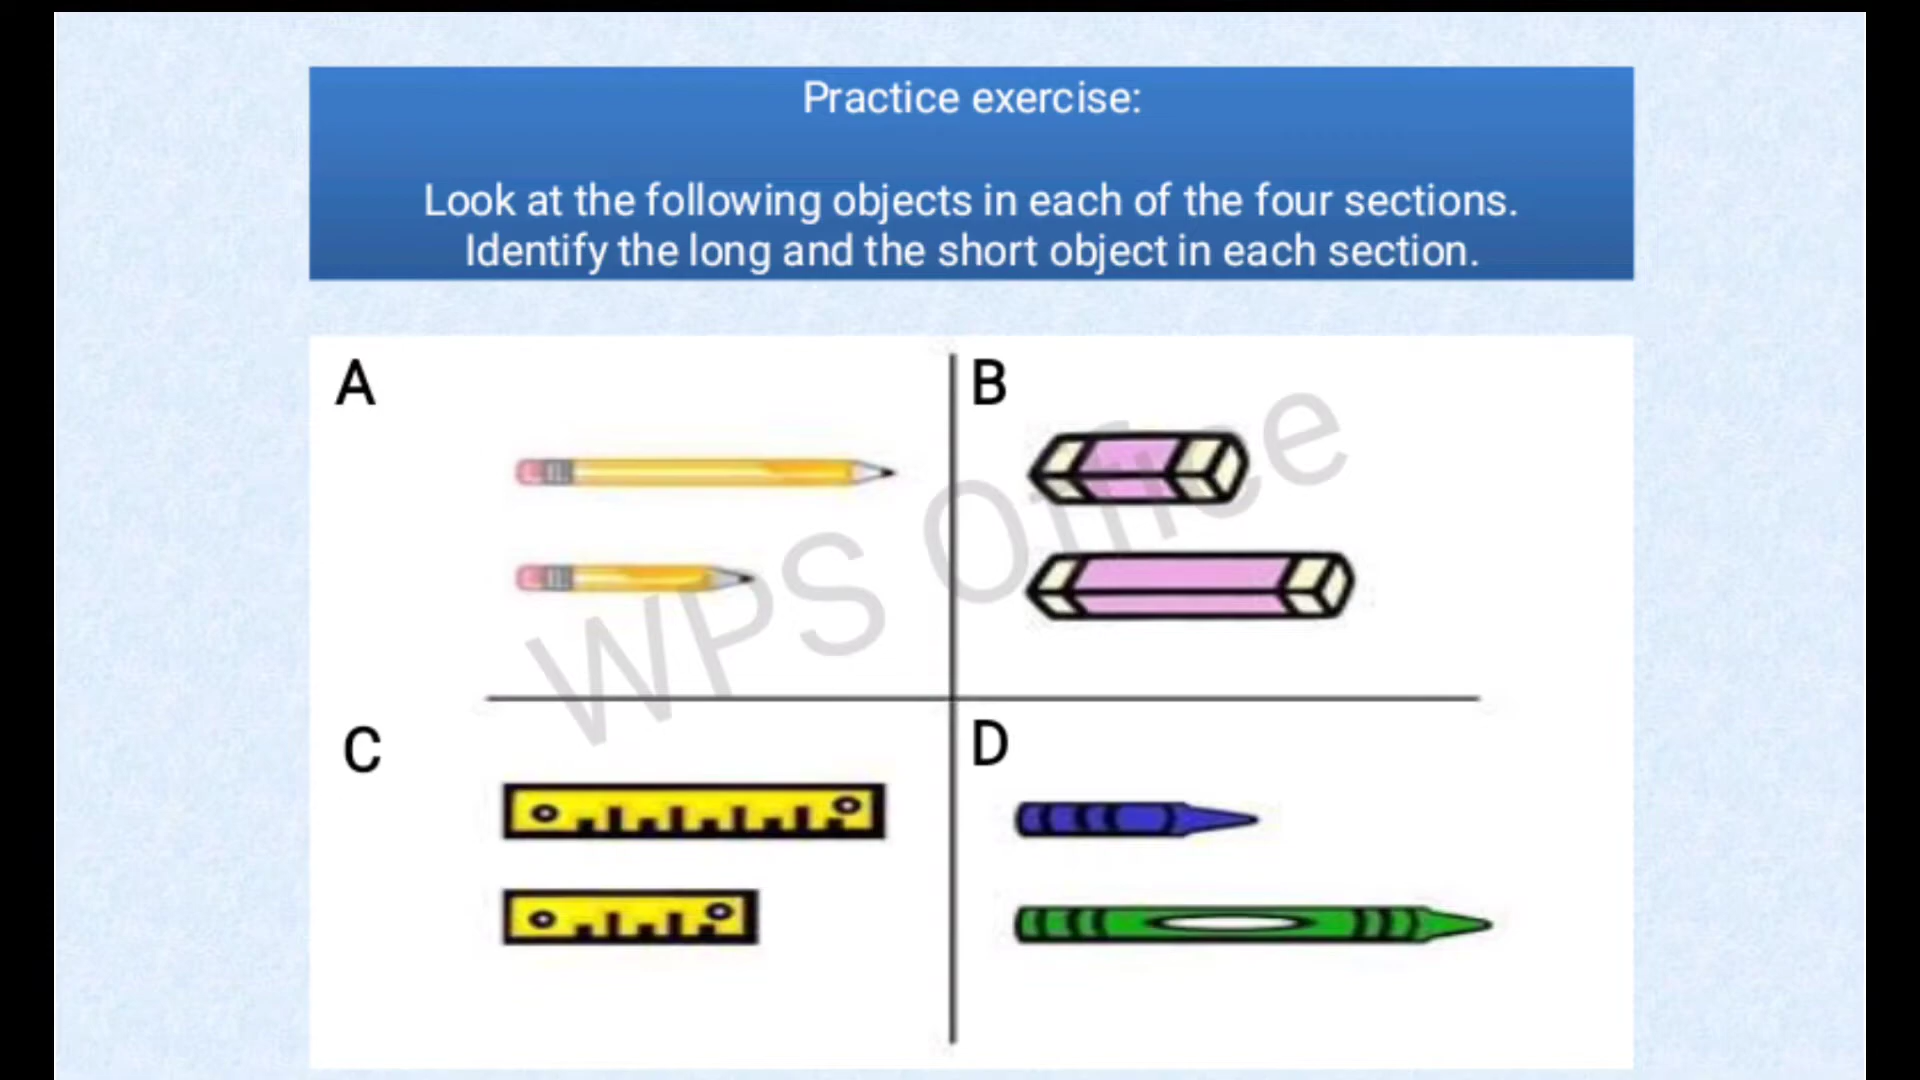 Practice exercise:
Look at the following objects in each of the four sections.
Identify the long and the short object in each section.
A
B
WPS Office
C
D